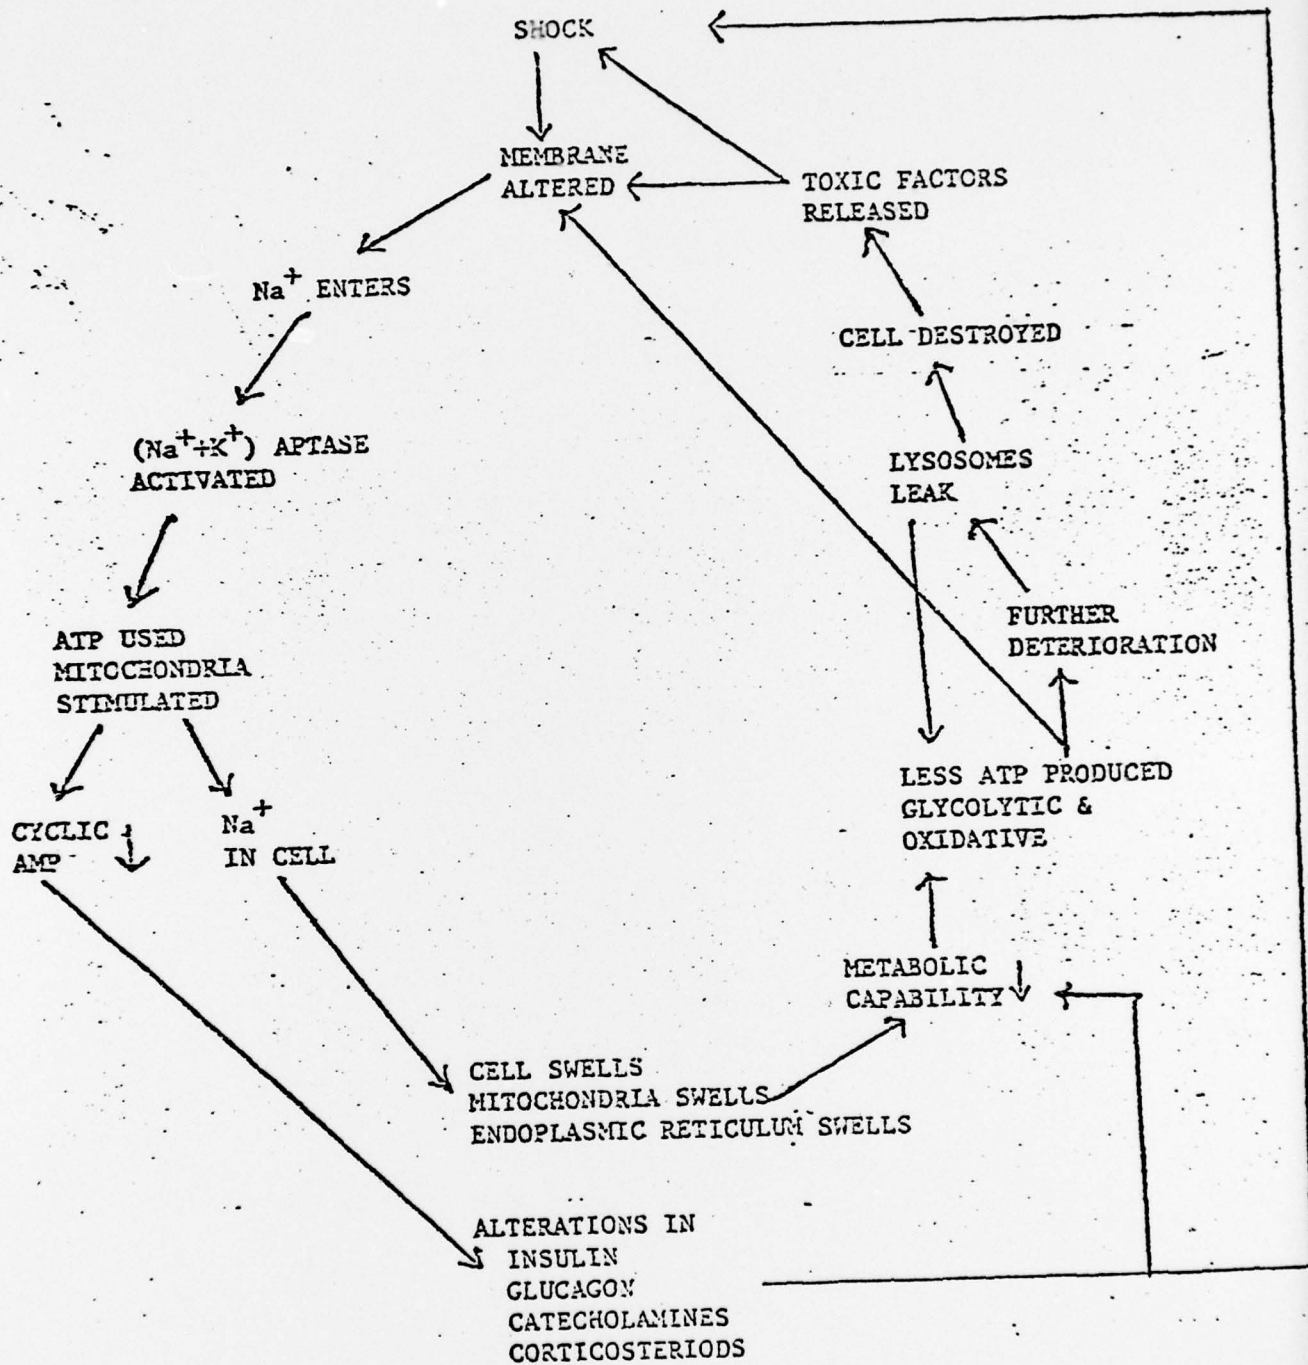 SHOCK
MEMBRANE
ALTERED
TOXIC FACTORS
RELEASED
Na⁺ ENTERS
CELL DESTROYED
(Na⁺+K⁺) APTASE
ACTIVATED
LYSOSOMES
LEAK
FURTHER
DETERIORATION
ATP USED
MITOCHONDRIA
STIMULATED
LESS ATP PRODUCED
GLYCOLYTIC &
OXIDATIVE
CYCLIC ↓
AMP
Na⁺
IN CELL
METABOLIC ↓
CAPABILITY
CELL SWELLS
MITOCHONDRIA SWELLS
ENDOPLASMIC RETICULUM SWELLS
ALTERATIONS IN
INSULIN
GLUCAGON
CATECHOLAMINES
CORTICOSTERIODS